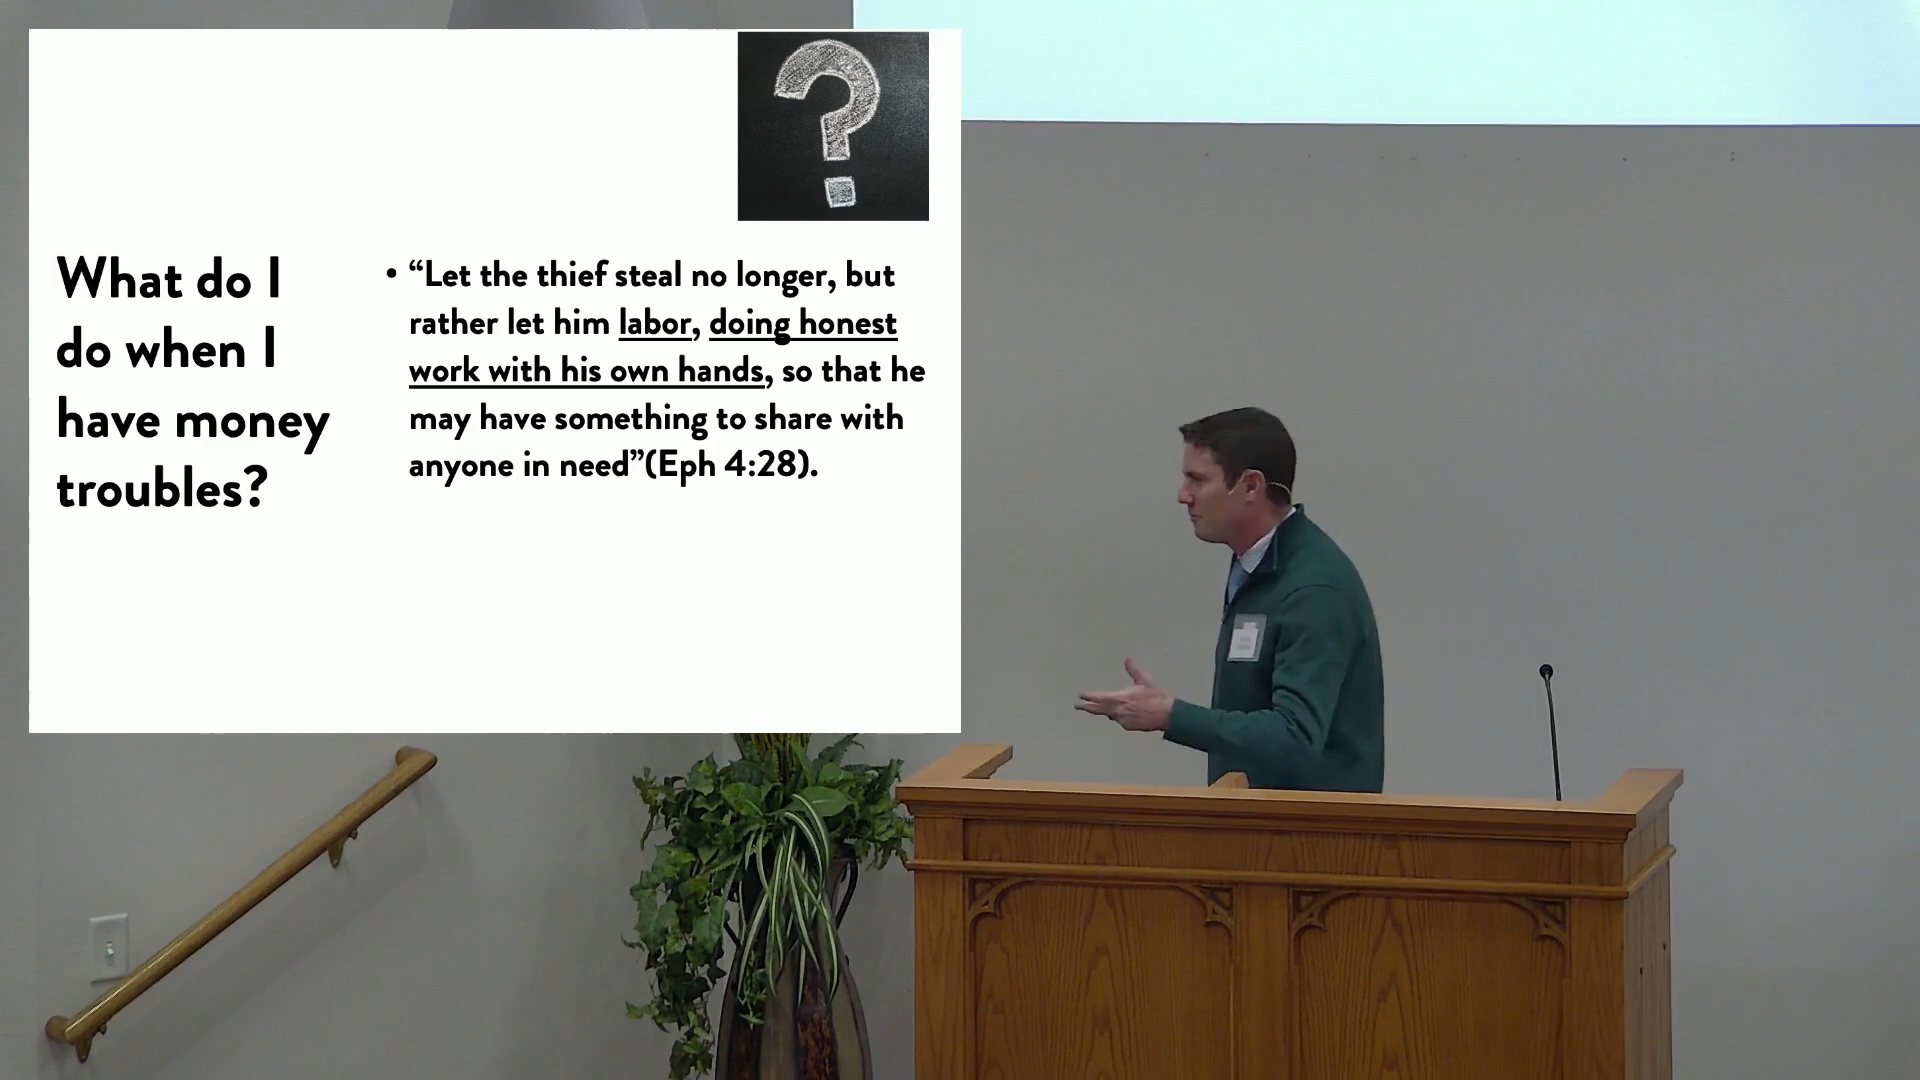 What do I
do when I
have money
troubles?
• “Let the thief steal no longer, but
rather let him labor, doing honest
work with his own hands, so that he
may have something to share with
anyone in need”(Eph 4:28).
?